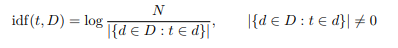 idf(t, D) = log N / |{d ∈ D : t ∈ d}|, |{d ∈ D : t ∈ d}| ≠ 0